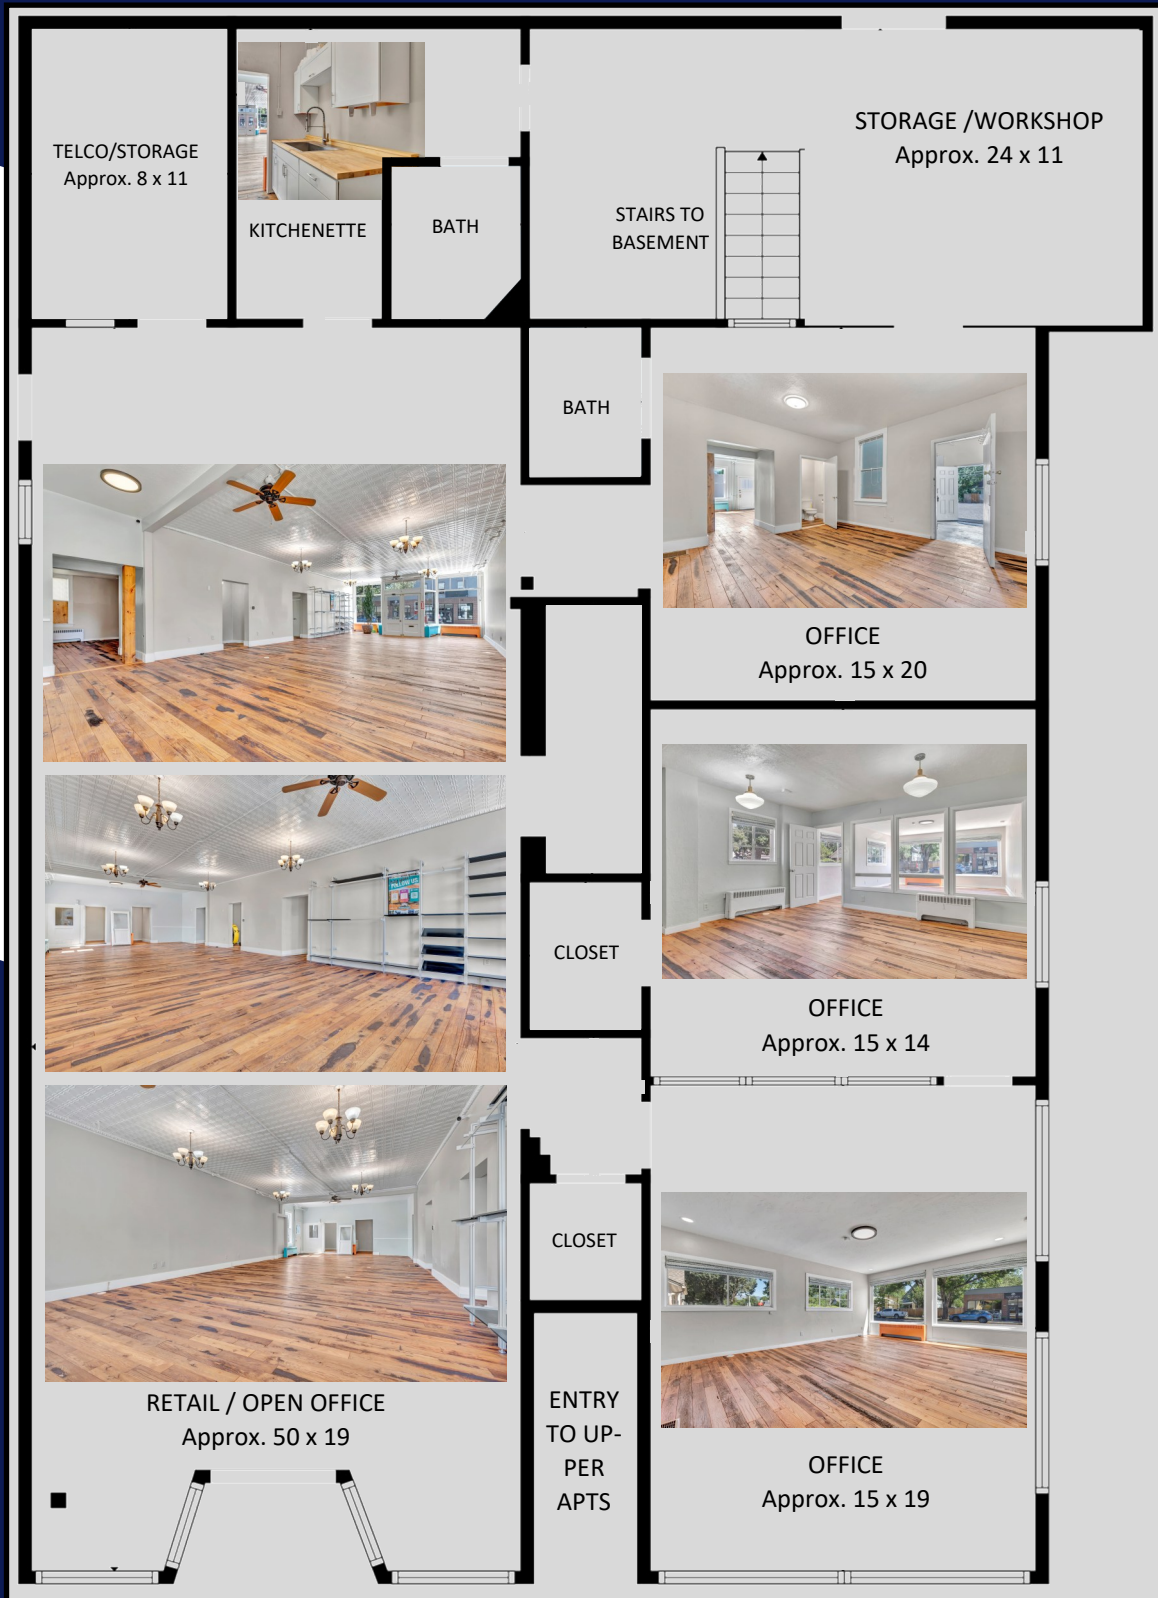 TELCO/STORAGE
Approx. 8 x 11
KITCHENETTE
BATH
STORAGE /WORKSHOP
Approx. 24 x 11
STAIRS TO
BASEMENT
BATH
OFFICE
Approx. 15 x 20
FOLLOW US
CLOSET
OFFICE
Approx. 15 x 14
CLOSET
RETAIL / OPEN OFFICE
Approx. 50 x 19
ENTRY
TO UP-
PER
APTS
OFFICE
Approx. 15 x 19